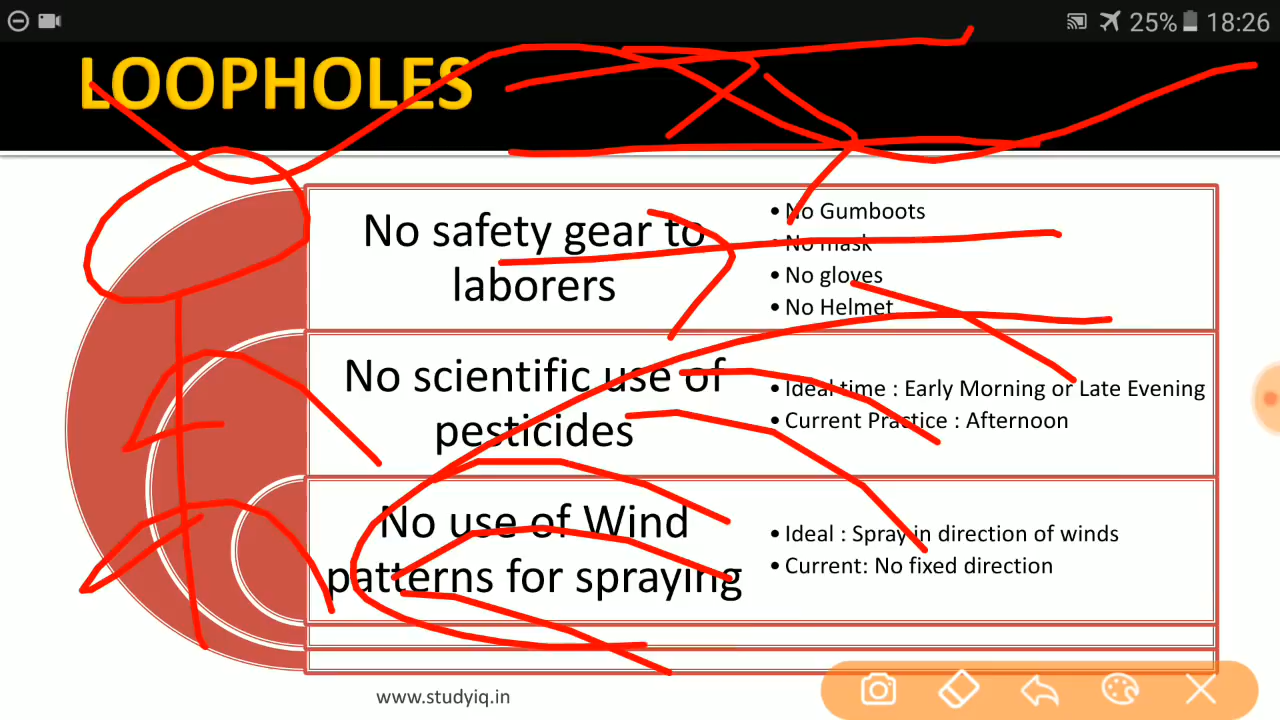 25% 18:26
LOOPHOLES
No safety gear to
laborers
• No Gumboots
• No mask
• No gloves
• No Helmet
No scientific use of
pesticides
• Ideal time : Early Morning or Late Evening
• Current Practice : Afternoon
No use of Wind
patterns for spraying
• Ideal : Spray in direction of winds
• Current: No fixed direction
www.studyiq.in